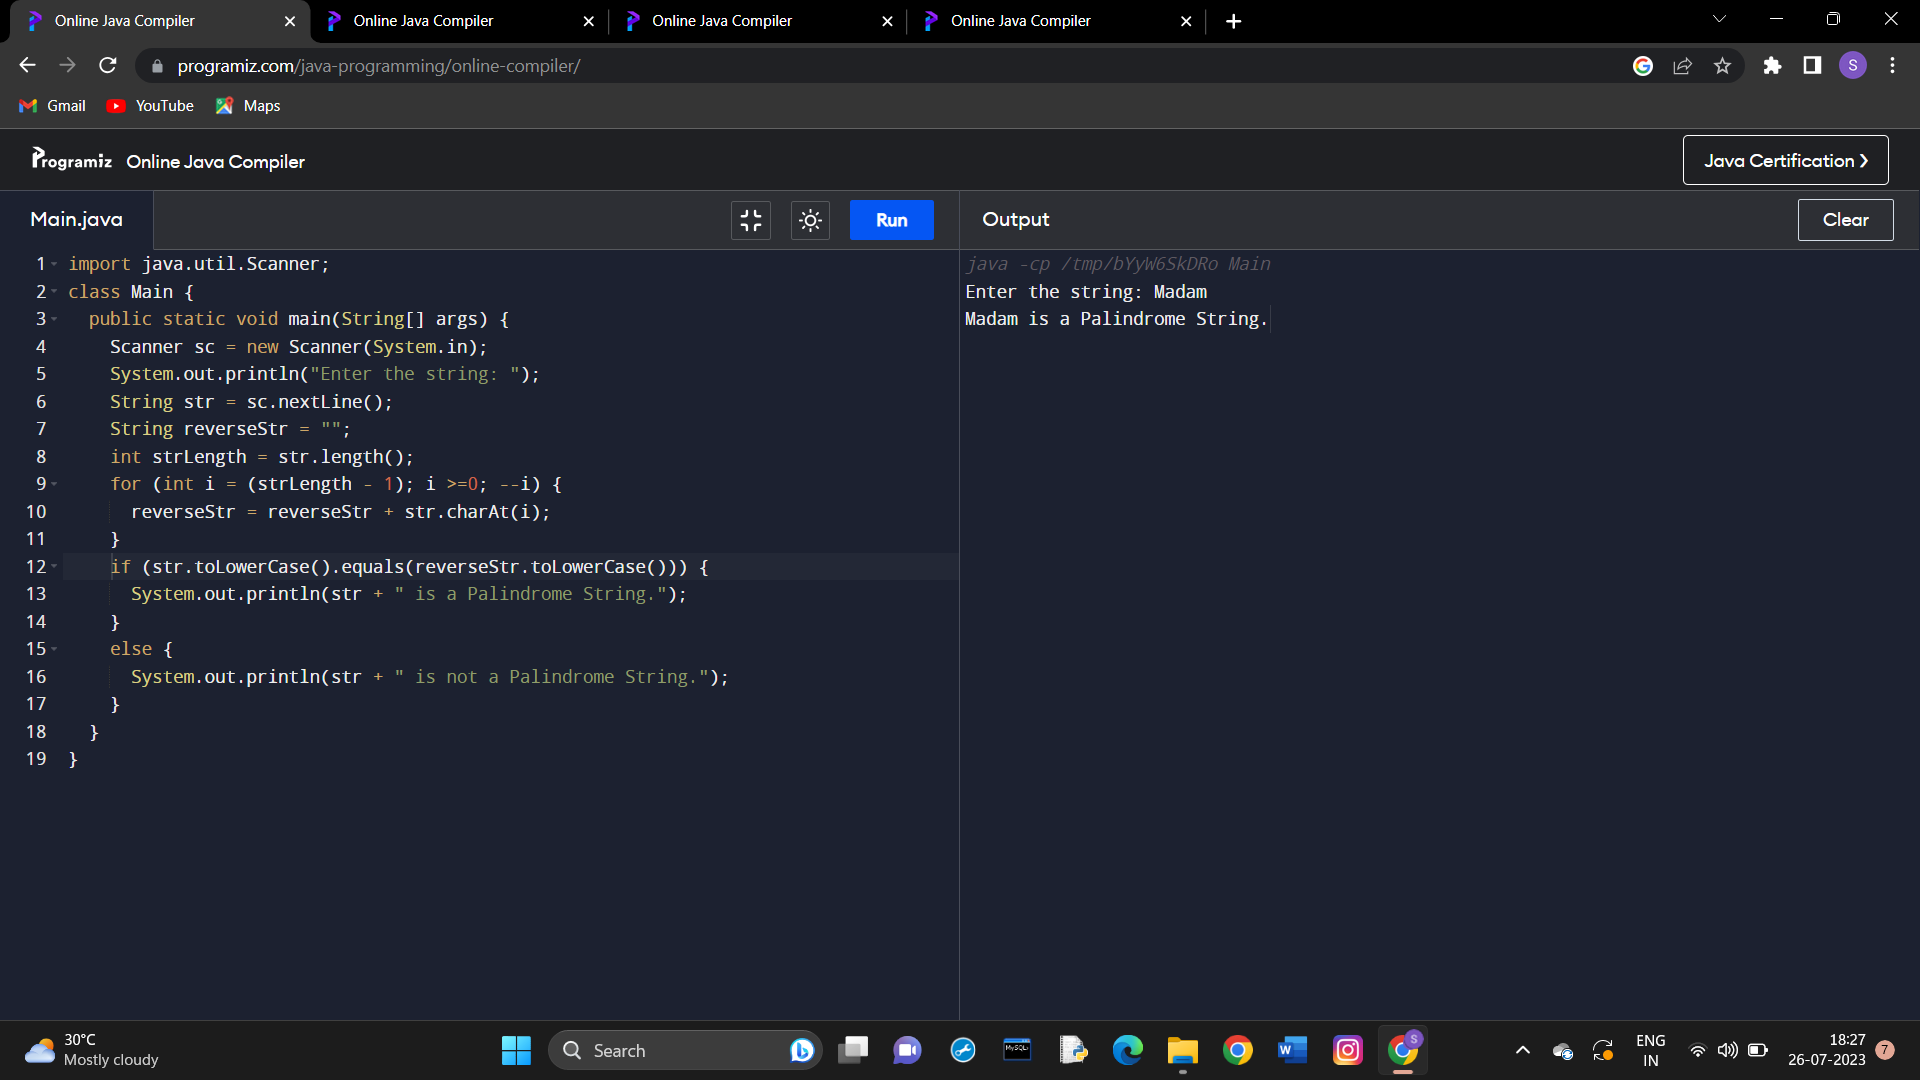 Online Java Compiler
Online Java Compiler
Online Java Compiler
Online Java Compiler
programiz.com/java-programming/online-compiler/
S
Gmail
YouTube
Maps
Programiz
Online Java Compiler
Java Certification ❯
Main.java
Run
Output
Clear
1 import java.util.Scanner;
2 class Main {
3   public static void main(String[] args) {
4     Scanner sc = new Scanner(System.in);
5     System.out.println("Enter the string: ");
6     String str = sc.nextLine();
7     String reverseStr = "";
8     int strLength = str.length();
9     for (int i = (strLength - 1); i >=0; --i) {
10       reverseStr = reverseStr + str.charAt(i);
11     }
12     if (str.toLowerCase().equals(reverseStr.toLowerCase())) {
13       System.out.println(str + " is a Palindrome String.");
14     }
15     else {
16       System.out.println(str + " is not a Palindrome String.");
17     }
18   }
19 }
java -cp /tmp/bYyW6SkDRo Main
Enter the string: Madam
Madam is a Palindrome String.
30°C
Mostly cloudy
Search
MySQL
W
S
ENG
IN
18:27
26-07-2023
7